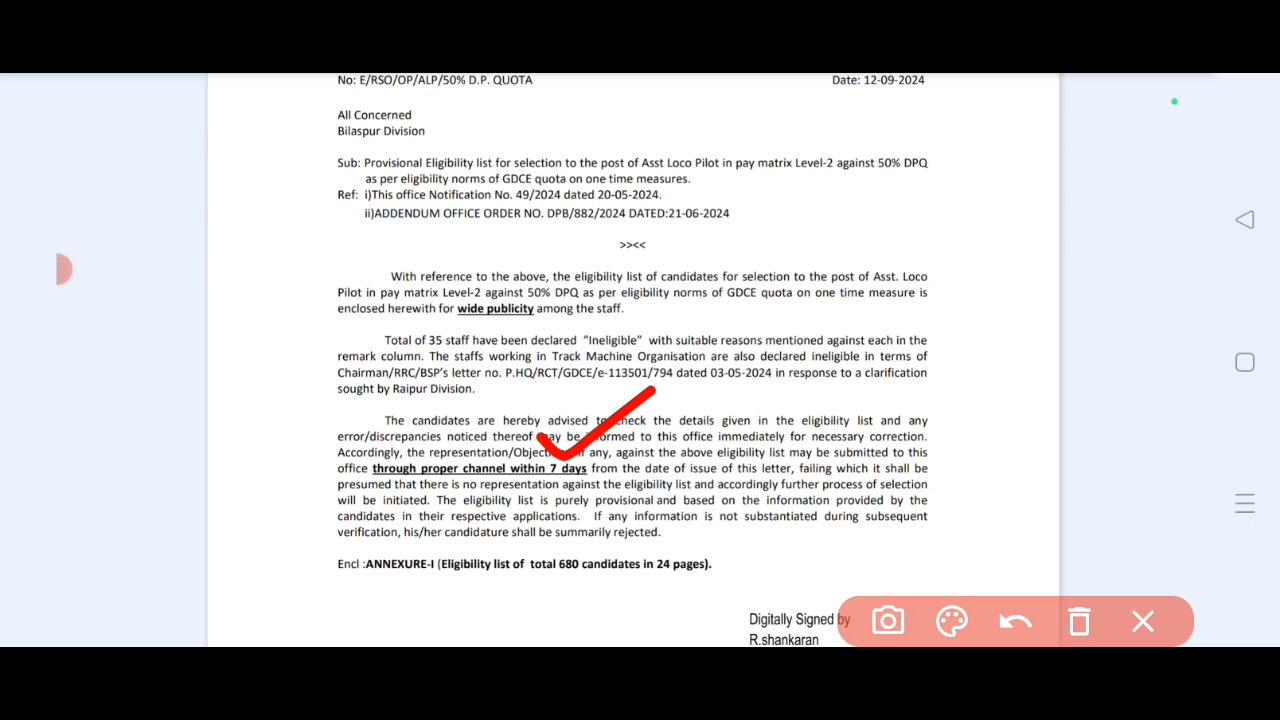 No: E/RSO/OP/ALP/50% D.P. QUOTA Date: 12-09-2024
All Concerned
Bilaspur Division
Sub: Provisional Eligibility list for selection to the post of Asst Loco Pilot in pay matrix Level-2 against 50% DPQ
as per eligibility norms of GDCE quota on one time measures.
Ref: i)This office Notification No. 49/2024 dated 20-05-2024.
ii)ADDENDUM OFFICE ORDER NO. DPB/882/2024 DATED:21-06-2024
>><<
With reference to the above, the eligibility list of candidates for selection to the post of Asst. Loco
Pilot in pay matrix Level-2 against 50% DPQ as per eligibility norms of GDCE quota on one time measure is
enclosed herewith for wide publicity among the staff.
Total of 35 staff have been declared "Ineligible" with suitable reasons mentioned against each in the
remark column. The staffs working in Track Machine Organisation are also declared ineligible in terms of
Chairman/RRC/BSP's letter no. P.HQ/RCT/GDCE/e-113501/794 dated 03-05-2024 in response to a clarification
sought by Raipur Division.
The candidates are hereby advised to check the details given in the eligibility list and any
error/discrepancies noticed thereof may be informed to this office immediately for necessary correction.
Accordingly, the representation/Objection if any, against the above eligibility list may be submitted to this
office through proper channel within 7 days from the date of issue of this letter, failing which it shall be
presumed that there is no representation against the eligibility list and accordingly further process of selection
will be initiated. The eligibility list is purely provisional and based on the information provided by the
candidates in their respective applications. If any information is not substantiated during subsequent
verification, his/her candidature shall be summarily rejected.
Encl :ANNEXURE-I (Eligibility list of total 680 candidates in 24 pages).
Digitally Signed by
R.shankaran